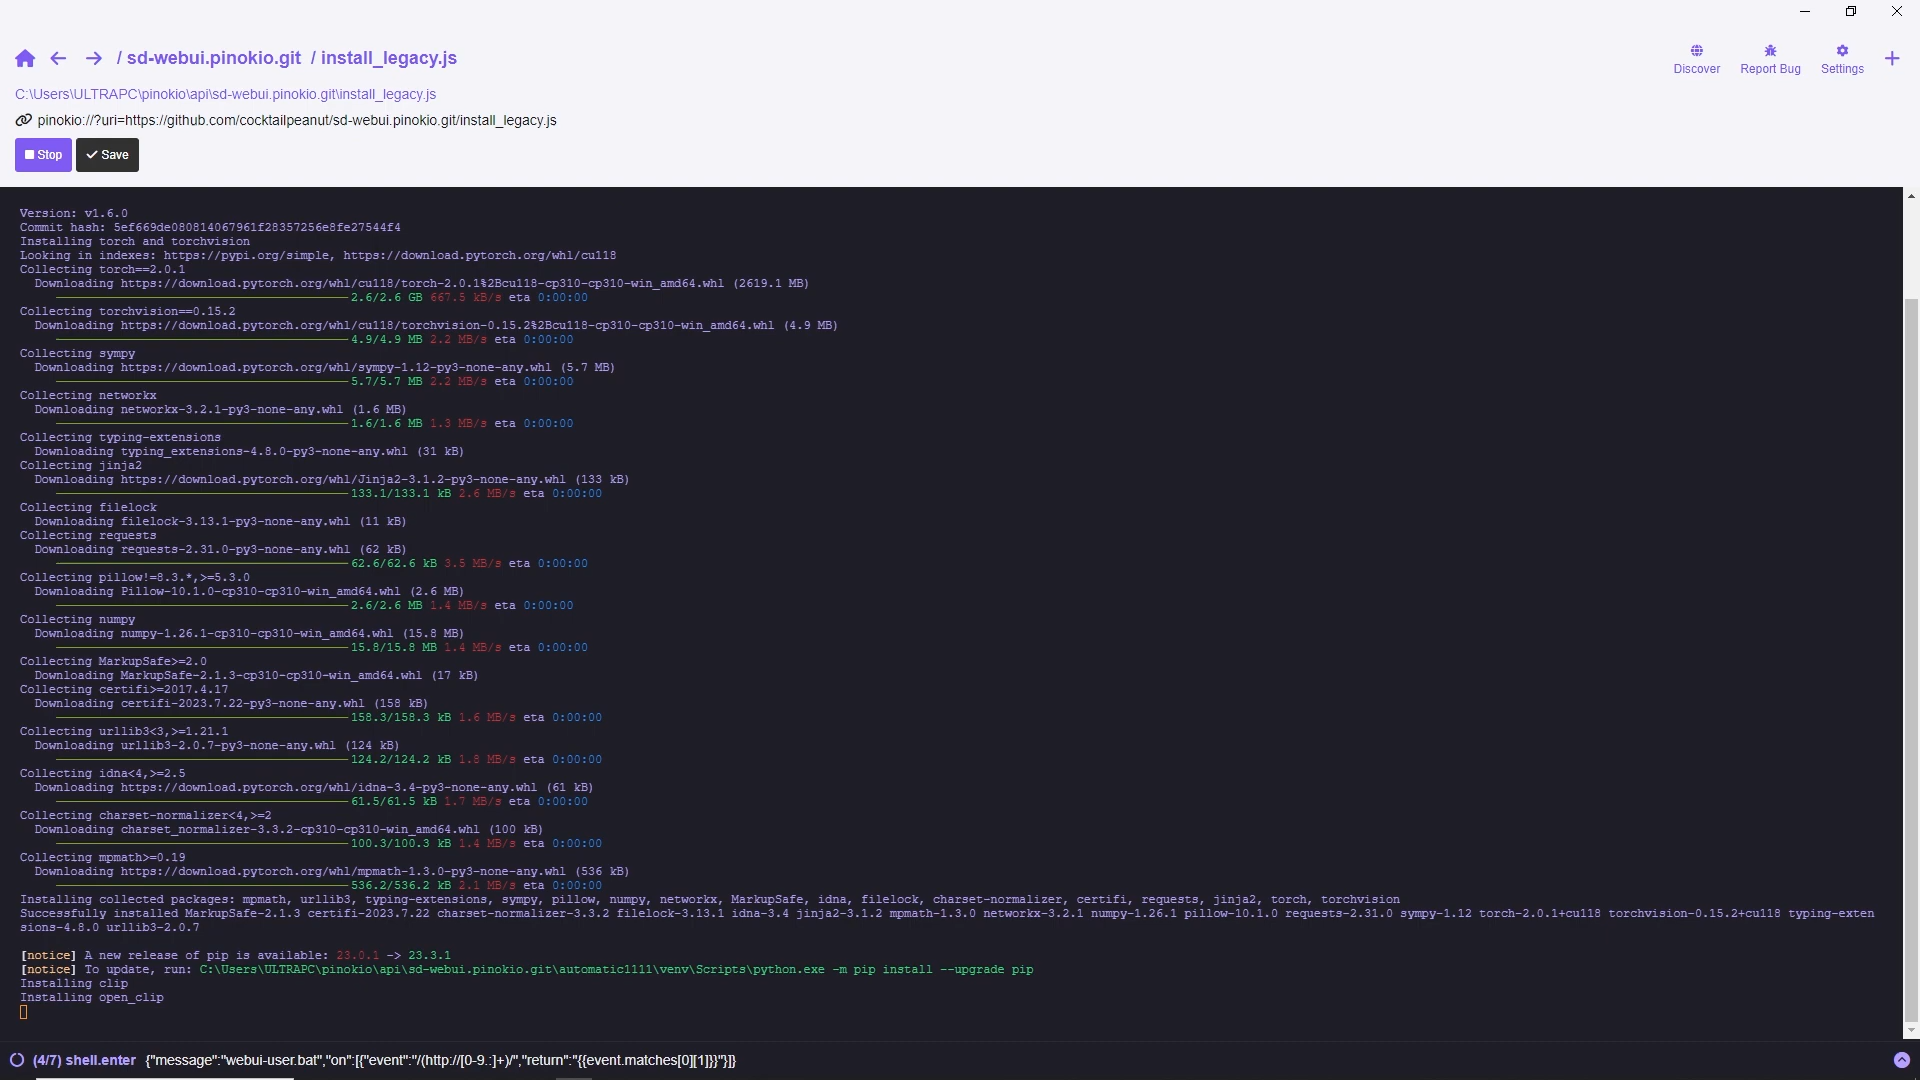 / sd-webui.pinokio.git / install_legacy.js
Discover
Report Bug
Settings
C:\Users\ULTRAPC\pinokio\api\sd-webui.pinokio.git\install_legacy.js
pinokio://?uri=https://github.com/cocktailpeanut/sd-webui.pinokio.git/install_legacy.js
Stop
Save
Version: v1.6.0
Commit hash: 5ef669de080814067961f28357256e8fe27544f4
Installing torch and torchvision
Looking in indexes: https://pypi.org/simple, https://download.pytorch.org/whl/cu118
Collecting torch==2.0.1
Downloading https://download.pytorch.org/whl/cu118/torch-2.0.1%2Bcu118-cp310-cp310-win_amd64.whl (2619.1 MB)
2.6/2.6 GB 667.5 kB/s eta 0:00:00
Collecting torchvision==0.15.2
Downloading https://download.pytorch.org/whl/cu118/torchvision-0.15.2%2Bcu118-cp310-cp310-win_amd64.whl (4.9 MB)
4.9/4.9 MB 2.2 MB/s eta 0:00:00
Collecting sympy
Downloading https://download.pytorch.org/whl/sympy-1.12-py3-none-any.whl (5.7 MB)
5.7/5.7 MB 2.2 MB/s eta 0:00:00
Collecting networkx
Downloading networkx-3.2.1-py3-none-any.whl (1.6 MB)
1.6/1.6 MB 1.3 MB/s eta 0:00:00
Collecting typing-extensions
Downloading typing_extensions-4.8.0-py3-none-any.whl (31 kB)
Collecting jinja2
Downloading https://download.pytorch.org/whl/Jinja2-3.1.2-py3-none-any.whl (133 kB)
133.1/133.1 kB 2.6 MB/s eta 0:00:00
Collecting filelock
Downloading filelock-3.13.1-py3-none-any.whl (11 kB)
Collecting requests
Downloading requests-2.31.0-py3-none-any.whl (62 kB)
62.6/62.6 kB 3.5 MB/s eta 0:00:00
Collecting pillow!=8.3.*,>=5.3.0
Downloading Pillow-10.1.0-cp310-cp310-win_amd64.whl (2.6 MB)
2.6/2.6 MB 1.4 MB/s eta 0:00:00
Collecting numpy
Downloading numpy-1.26.1-cp310-cp310-win_amd64.whl (15.8 MB)
15.8/15.8 MB 1.4 MB/s eta 0:00:00
Collecting MarkupSafe>=2.0
Downloading MarkupSafe-2.1.3-cp310-cp310-win_amd64.whl (17 kB)
Collecting certifi>=2017.4.17
Downloading certifi-2023.7.22-py3-none-any.whl (158 kB)
158.3/158.3 kB 1.6 MB/s eta 0:00:00
Collecting urllib3<3,>=1.21.1
Downloading urllib3-2.0.7-py3-none-any.whl (124 kB)
124.2/124.2 kB 1.8 MB/s eta 0:00:00
Collecting idna<4,>=2.5
Downloading https://download.pytorch.org/whl/idna-3.4-py3-none-any.whl (61 kB)
61.5/61.5 kB 1.7 MB/s eta 0:00:00
Collecting charset-normalizer<4,>=2
Downloading charset_normalizer-3.3.2-cp310-cp310-win_amd64.whl (100 kB)
100.3/100.3 kB 1.4 MB/s eta 0:00:00
Collecting mpmath>=0.19
Downloading https://download.pytorch.org/whl/mpmath-1.3.0-py3-none-any.whl (536 kB)
536.2/536.2 kB 2.1 MB/s eta 0:00:00
Installing collected packages: mpmath, urllib3, typing-extensions, sympy, pillow, numpy, networkx, MarkupSafe, idna, filelock, charset-normalizer, certifi, requests, jinja2, torch, torchvision
Successfully installed MarkupSafe-2.1.3 certifi-2023.7.22 charset-normalizer-3.3.2 filelock-3.13.1 idna-3.4 jinja2-3.1.2 mpmath-1.3.0 networkx-3.2.1 numpy-1.26.1 pillow-10.1.0 requests-2.31.0 sympy-1.12 torch-2.0.1+cu118 torchvision-0.15.2+cu118 typing-exten
sions-4.8.0 urllib3-2.0.7
[notice] A new release of pip is available: 23.0.1 -> 23.3.1
[notice] To update, run: C:\Users\ULTRAPC\pinokio\api\sd-webui.pinokio.git\automatic1111\venv\Scripts\python.exe -m pip install --upgrade pip
Installing clip
Installing open_clip
(4/7) shell.enter {"message":"webui-user.bat","on":[{"event":"/(http://[0-9.:]+)/","return":"{{event.matches[0][1]}}"}]}